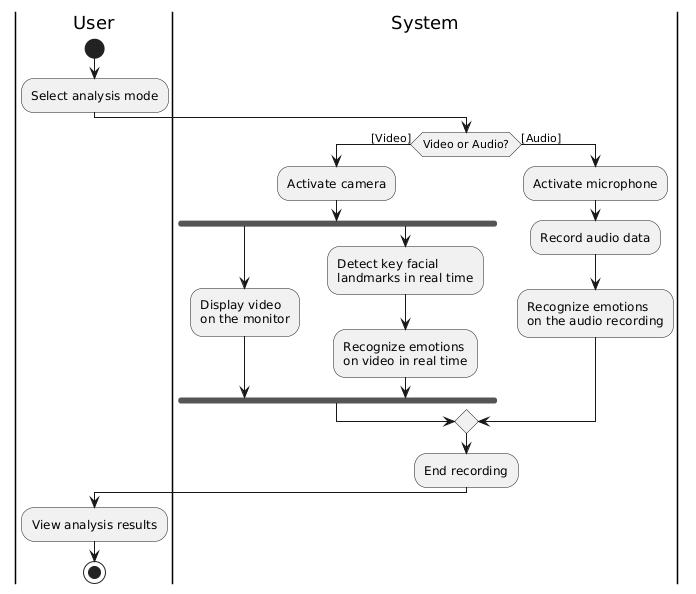 User
System
Select analysis mode
[Video]
Video or Audio?
[Audio]
Activate camera
Activate microphone
Record audio data
Detect key facial
landmarks in real time
Display video
on the monitor
Recognize emotions
on the audio recording
Recognize emotions
on video in real time
End recording
View analysis results